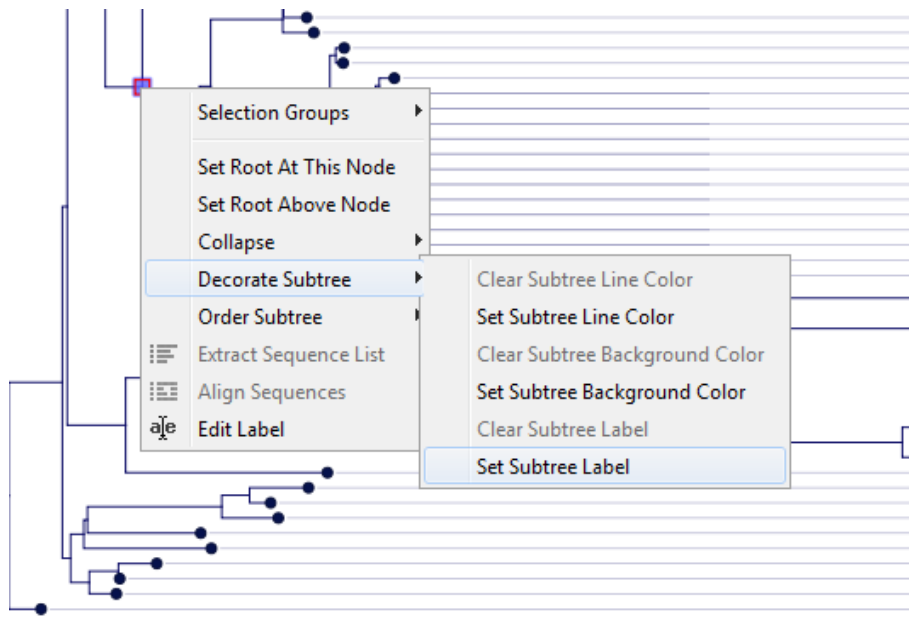 Selection Groups
Set Root At This Node
Set Root Above Node
Collapse
Decorate Subtree
Order Subtree
Extract Sequence List
Align Sequences
Edit Label
Clear Subtree Line Color
Set Subtree Line Color
Clear Subtree Background Color
Set Subtree Background Color
Clear Subtree Label
Set Subtree Label